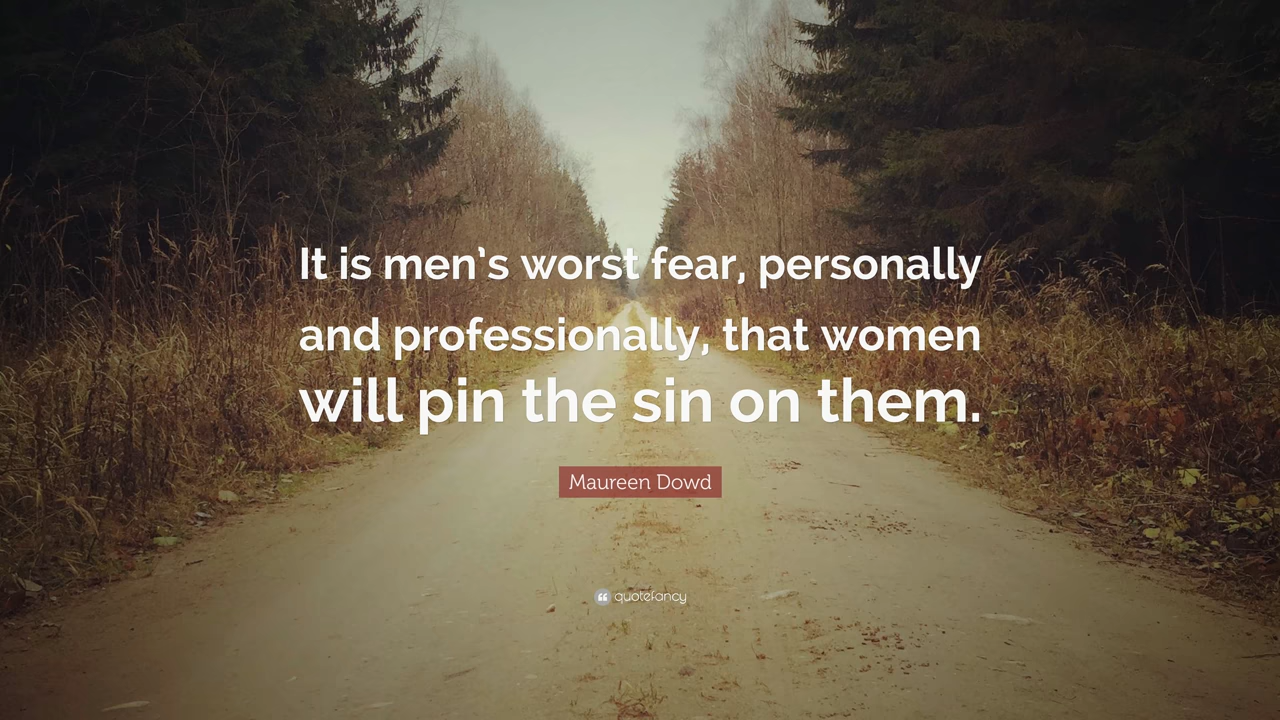 It is men’s worst fear, personally
and professionally, that women
will pin the sin on them.
Maureen Dowd
quotefancy